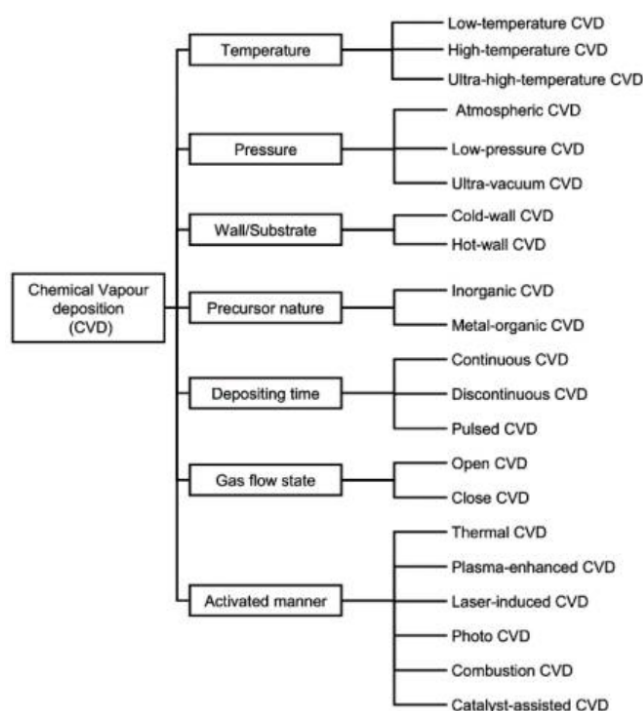 Chemical Vapour
deposition
(CVD)
Temperature
Low-temperature CVD
High-temperature CVD
Ultra-high-temperature CVD
Pressure
Atmospheric CVD
Low-pressure CVD
Ultra-vacuum CVD
Wall/Substrate
Cold-wall CVD
Hot-wall CVD
Precursor nature
Inorganic CVD
Metal-organic CVD
Depositing time
Continuous CVD
Discontinuous CVD
Pulsed CVD
Gas flow state
Open CVD
Close CVD
Activated manner
Thermal CVD
Plasma-enhanced CVD
Laser-induced CVD
Photo CVD
Combustion CVD
Catalyst-assisted CVD